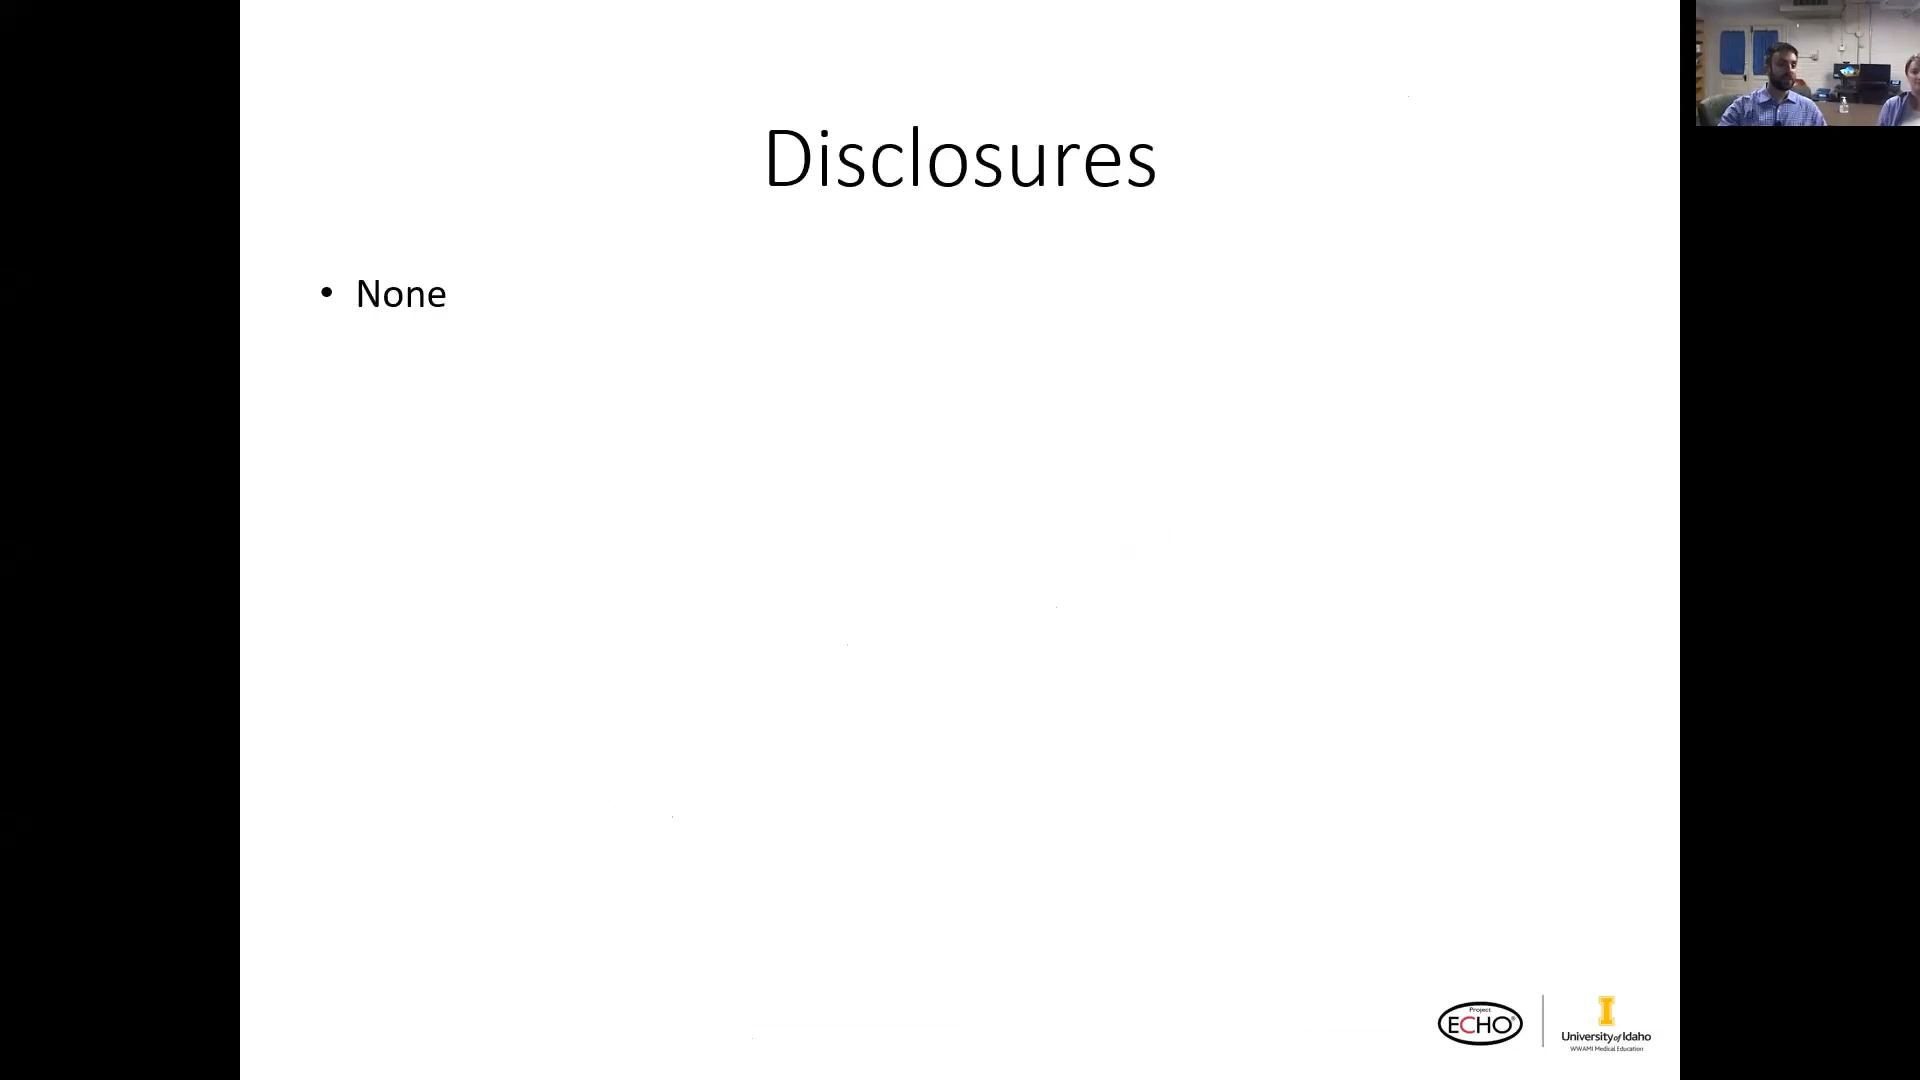 Disclosures
• None
Project
ECHO®
University of Idaho
WWAMI Medical Education